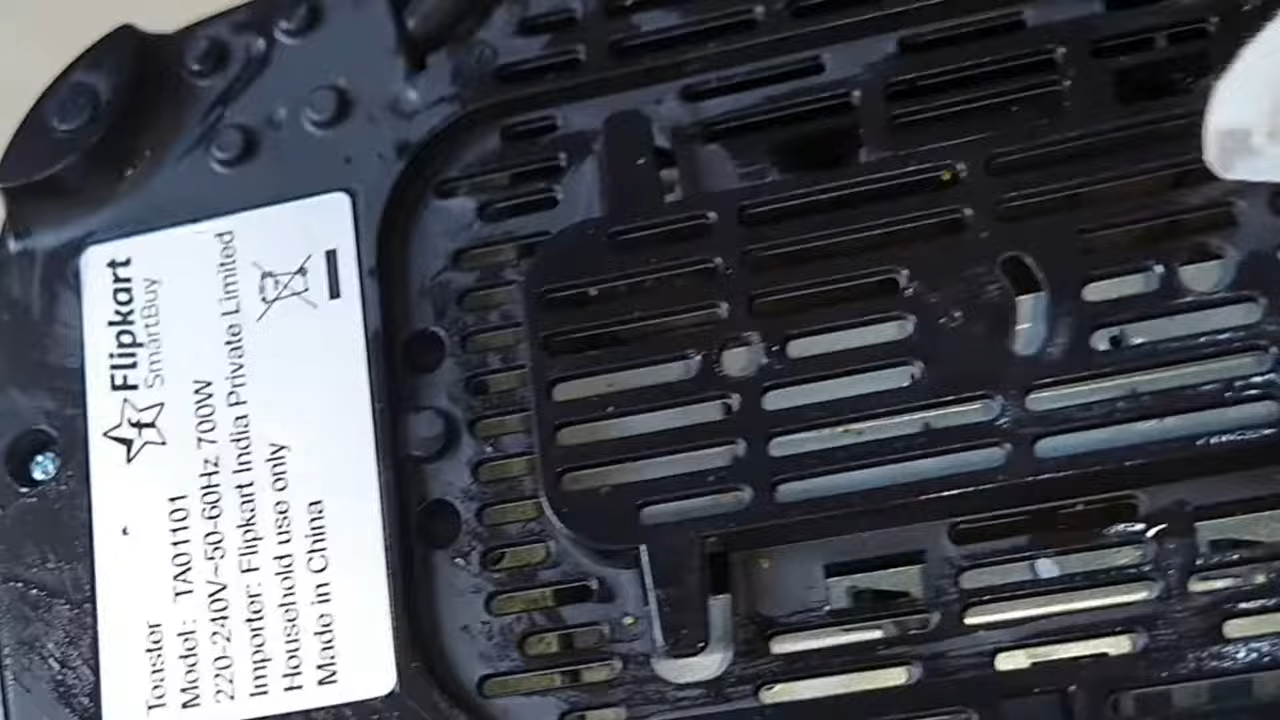 Flipkart
SmartBuy
Toaster
Model: TA01101
220-240V~50-60Hz 700W
Importer: Flipkart India Private Limited
Household use only
Made in China